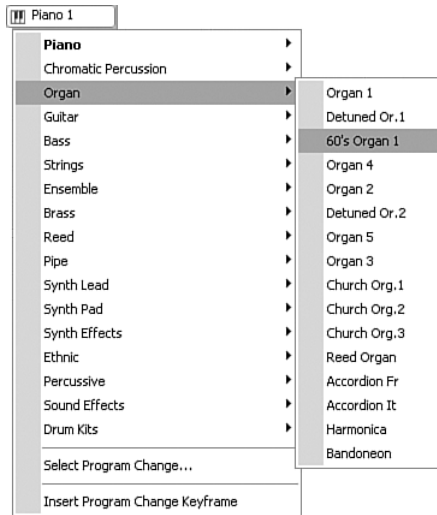 Piano 1
Piano
Chromatic Percussion
Organ
Guitar
Bass
Strings
Ensemble
Brass
Reed
Pipe
Synth Lead
Synth Pad
Synth Effects
Ethnic
Percussive
Sound Effects
Drum Kits
Select Program Change...
Insert Program Change Keyframe
Organ 1
Detuned Or.1
60's Organ 1
Organ 4
Organ 2
Detuned Or.2
Organ 5
Organ 3
Church Org.1
Church Org.2
Church Org.3
Reed Organ
Accordion Fr
Accordion It
Harmonica
Bandoneon